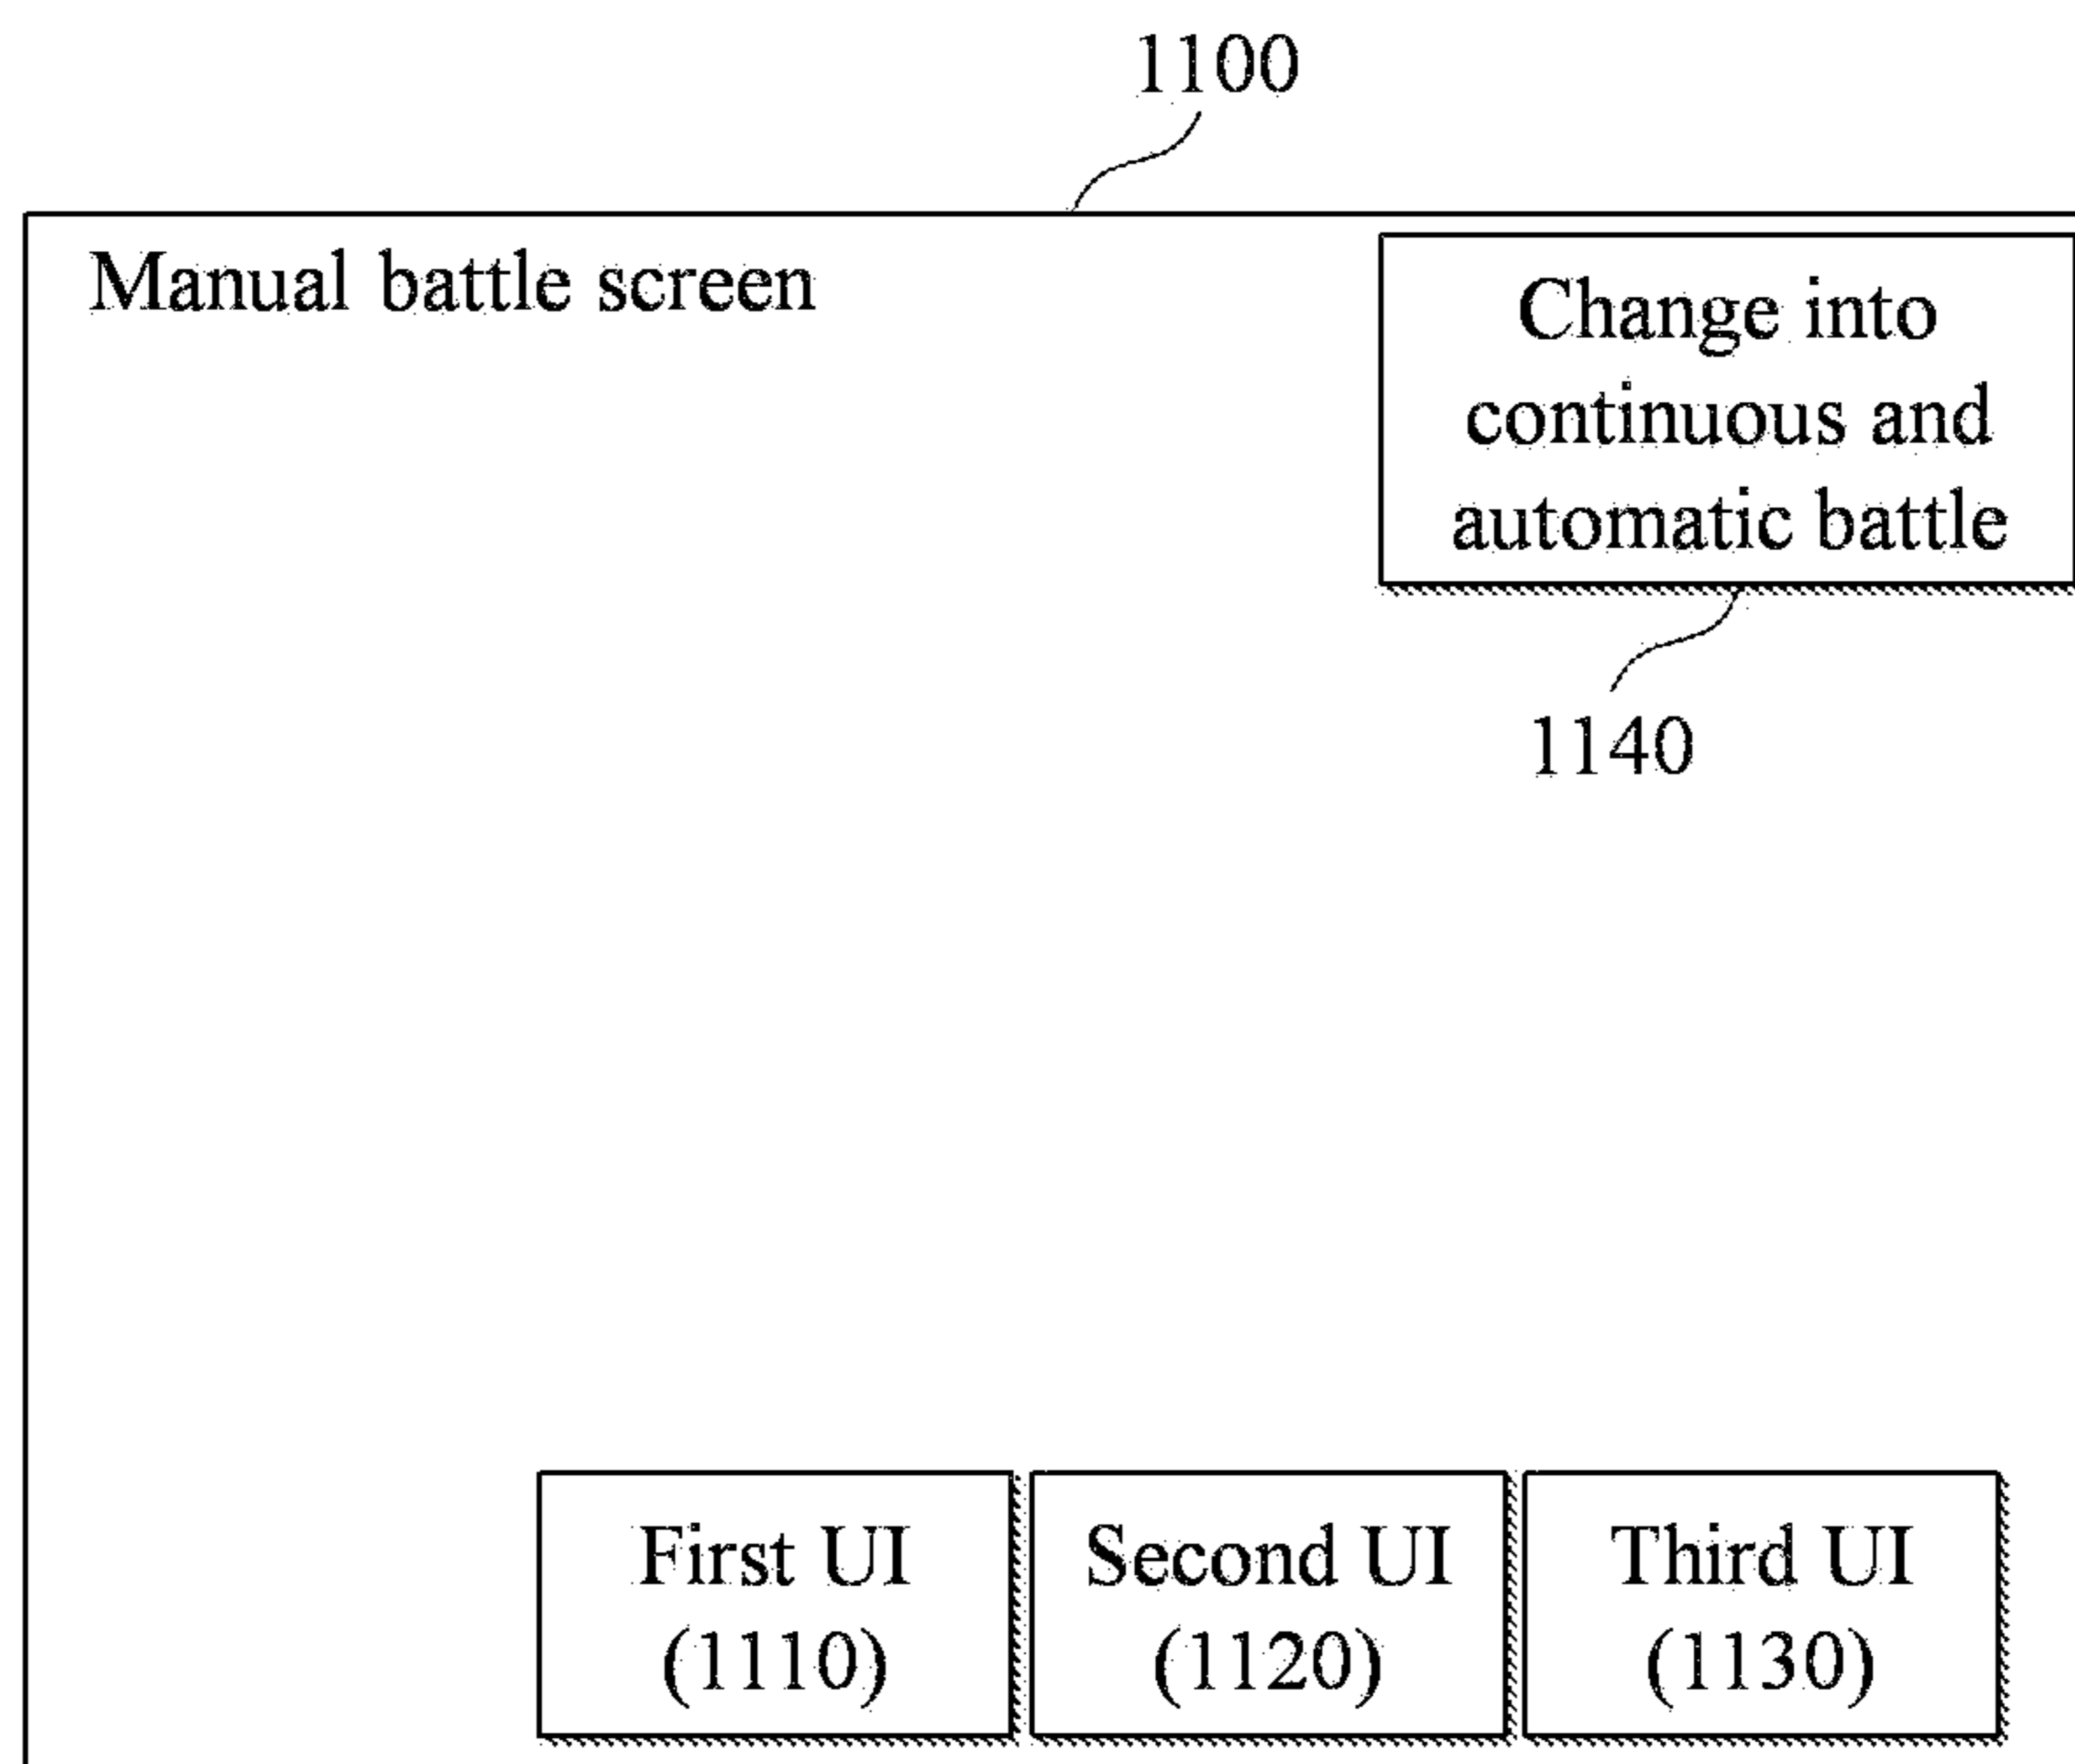 1100
Manual battle screen
Change into
continuous and
automatic battle
1140
First UI
(1110)
Second UI
(1120)
Third UI
(1130)